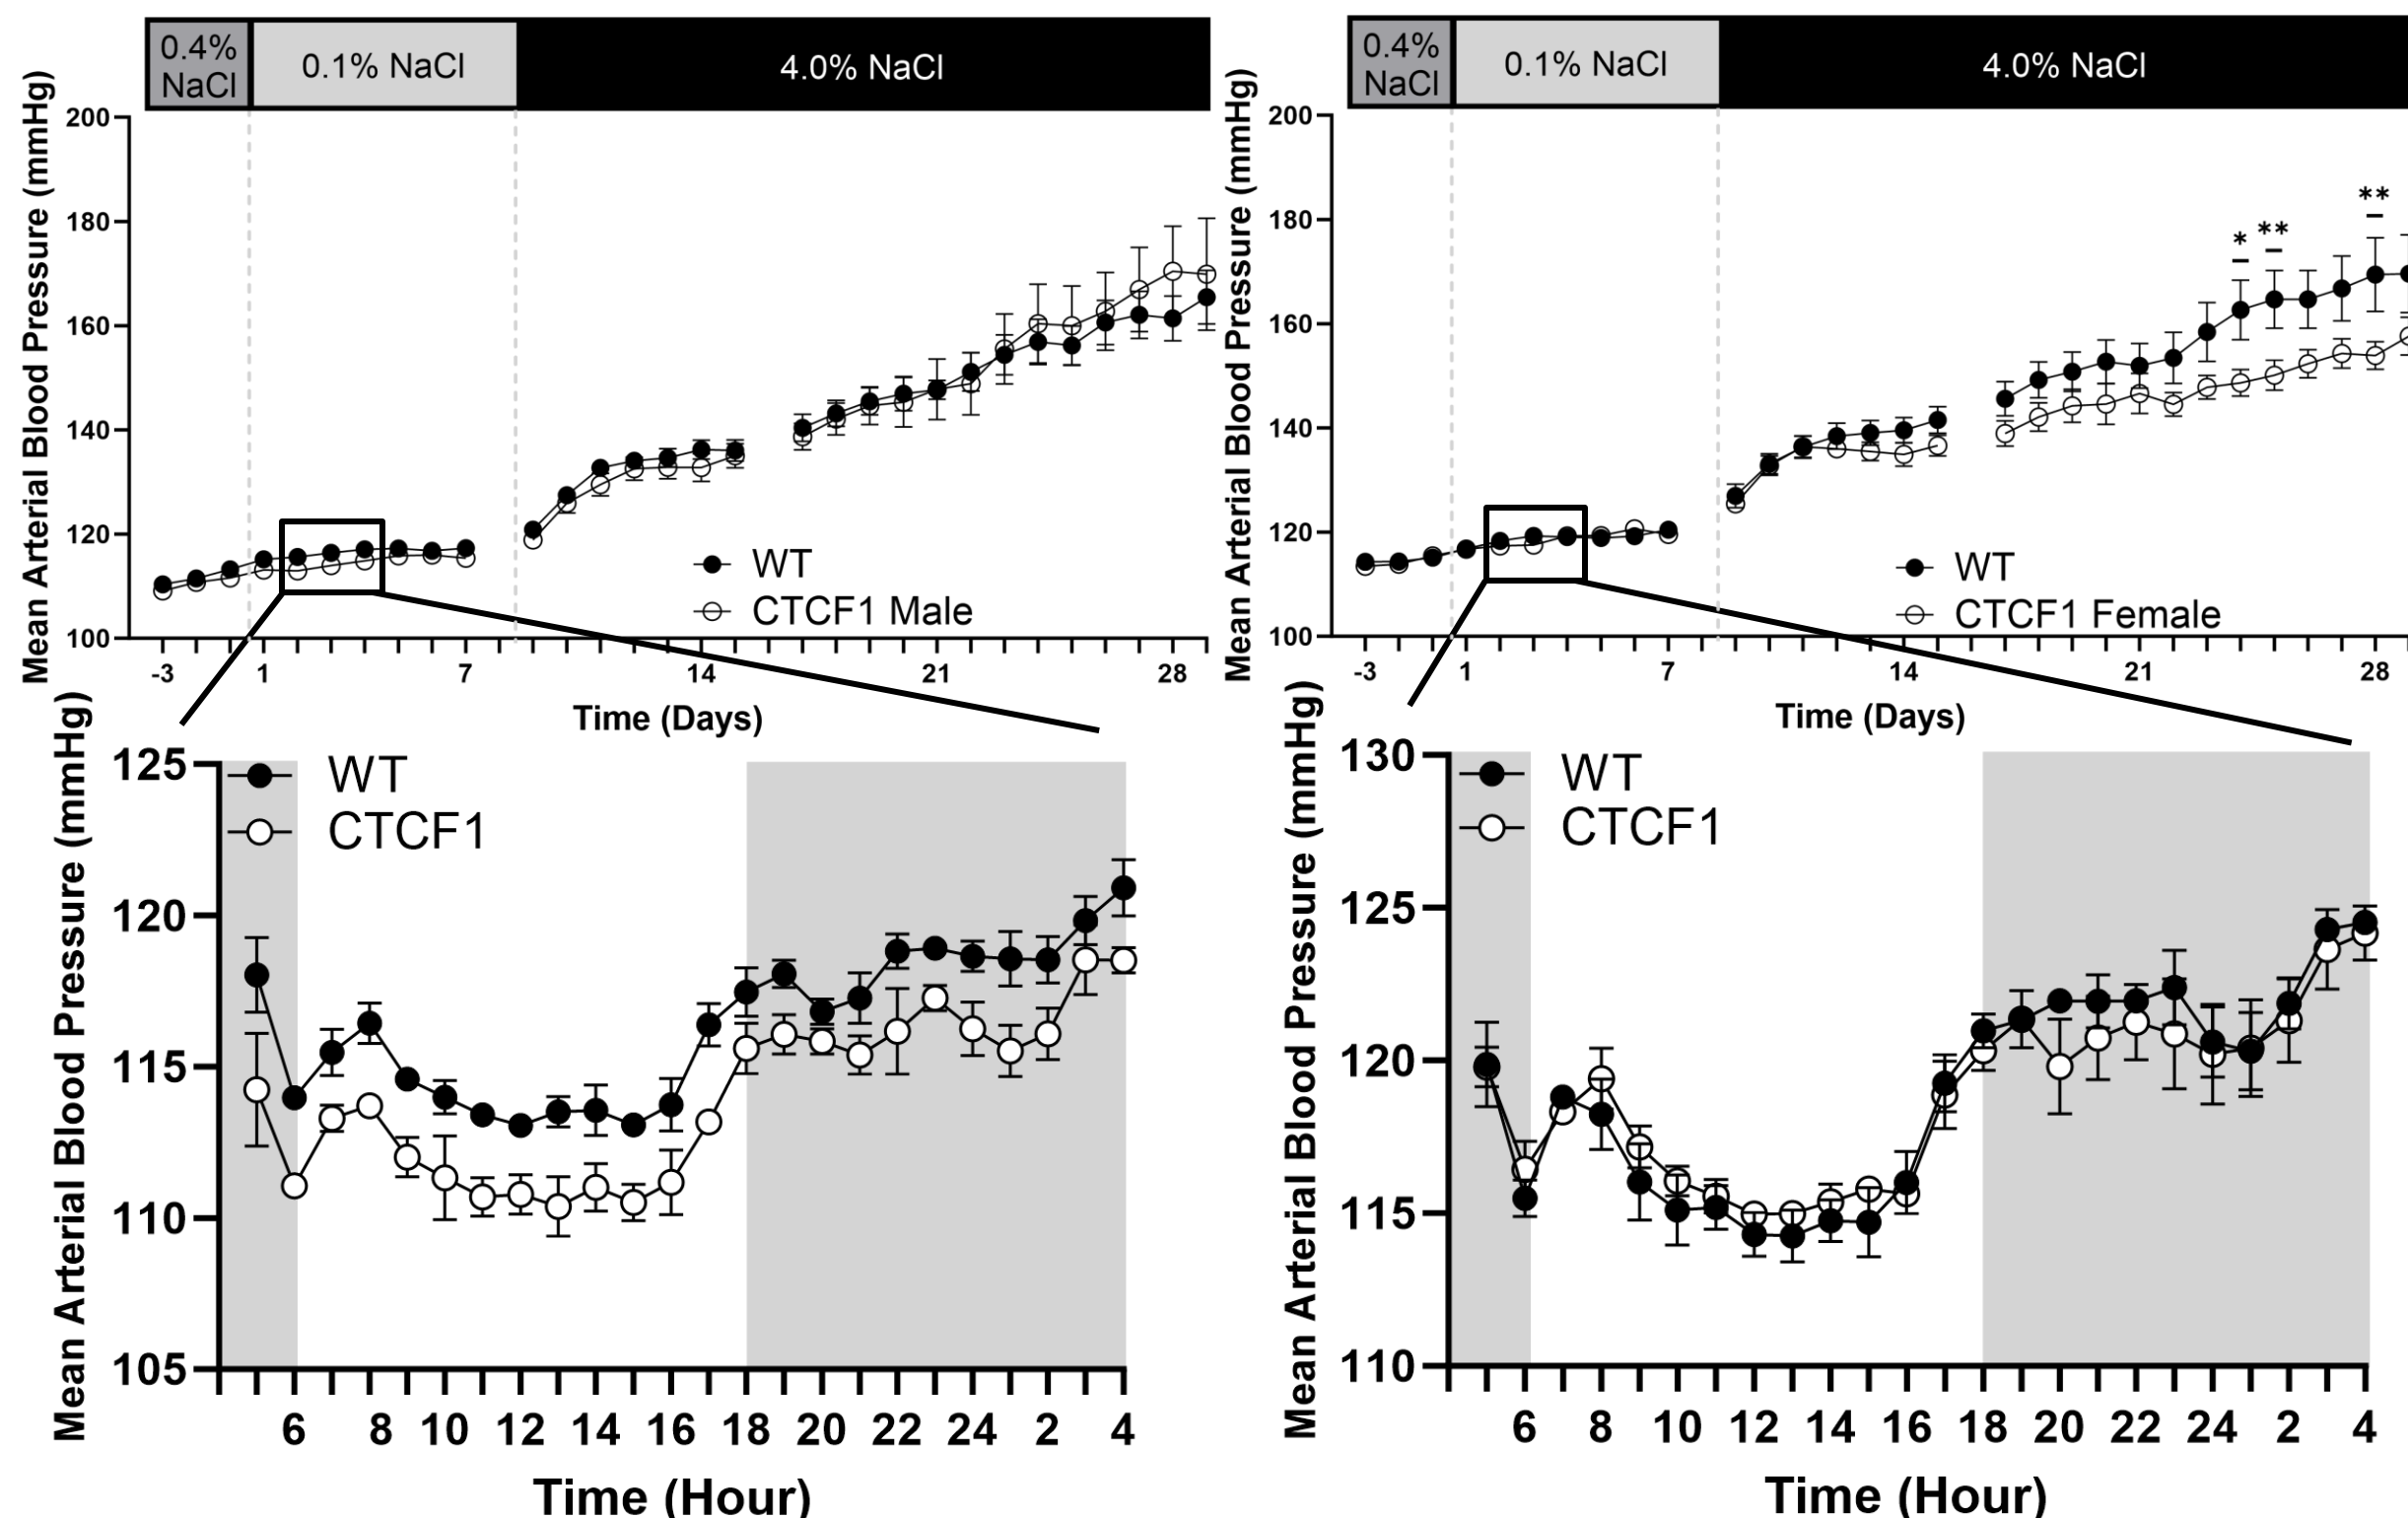 0.4%
NaCl
0.1% NaCl
4.0% NaCl
Mean Arterial Blood Pressure (mmHg)
200
180
160
140
120
100
WT
CTCF1 Male
-3 1 7 14 21 28
Time (Days)
0.4%
NaCl
0.1% NaCl
4.0% NaCl
Mean Arterial Blood Pressure (mmHg)
200
180
160
140
120
100
* ** **
WT
CTCF1 Female
-3 1 7 14 21 28
Time (Days)
Mean Arterial Blood Pressure (mmHg)
125
120
115
110
105
WT
CTCF1
6 8 10 12 14 16 18 20 22 24 2 4
Time (Hour)
Mean Arterial Blood Pressure (mmHg)
130
125
120
115
110
WT
CTCF1
6 8 10 12 14 16 18 20 22 24 2 4
Time (Hour)